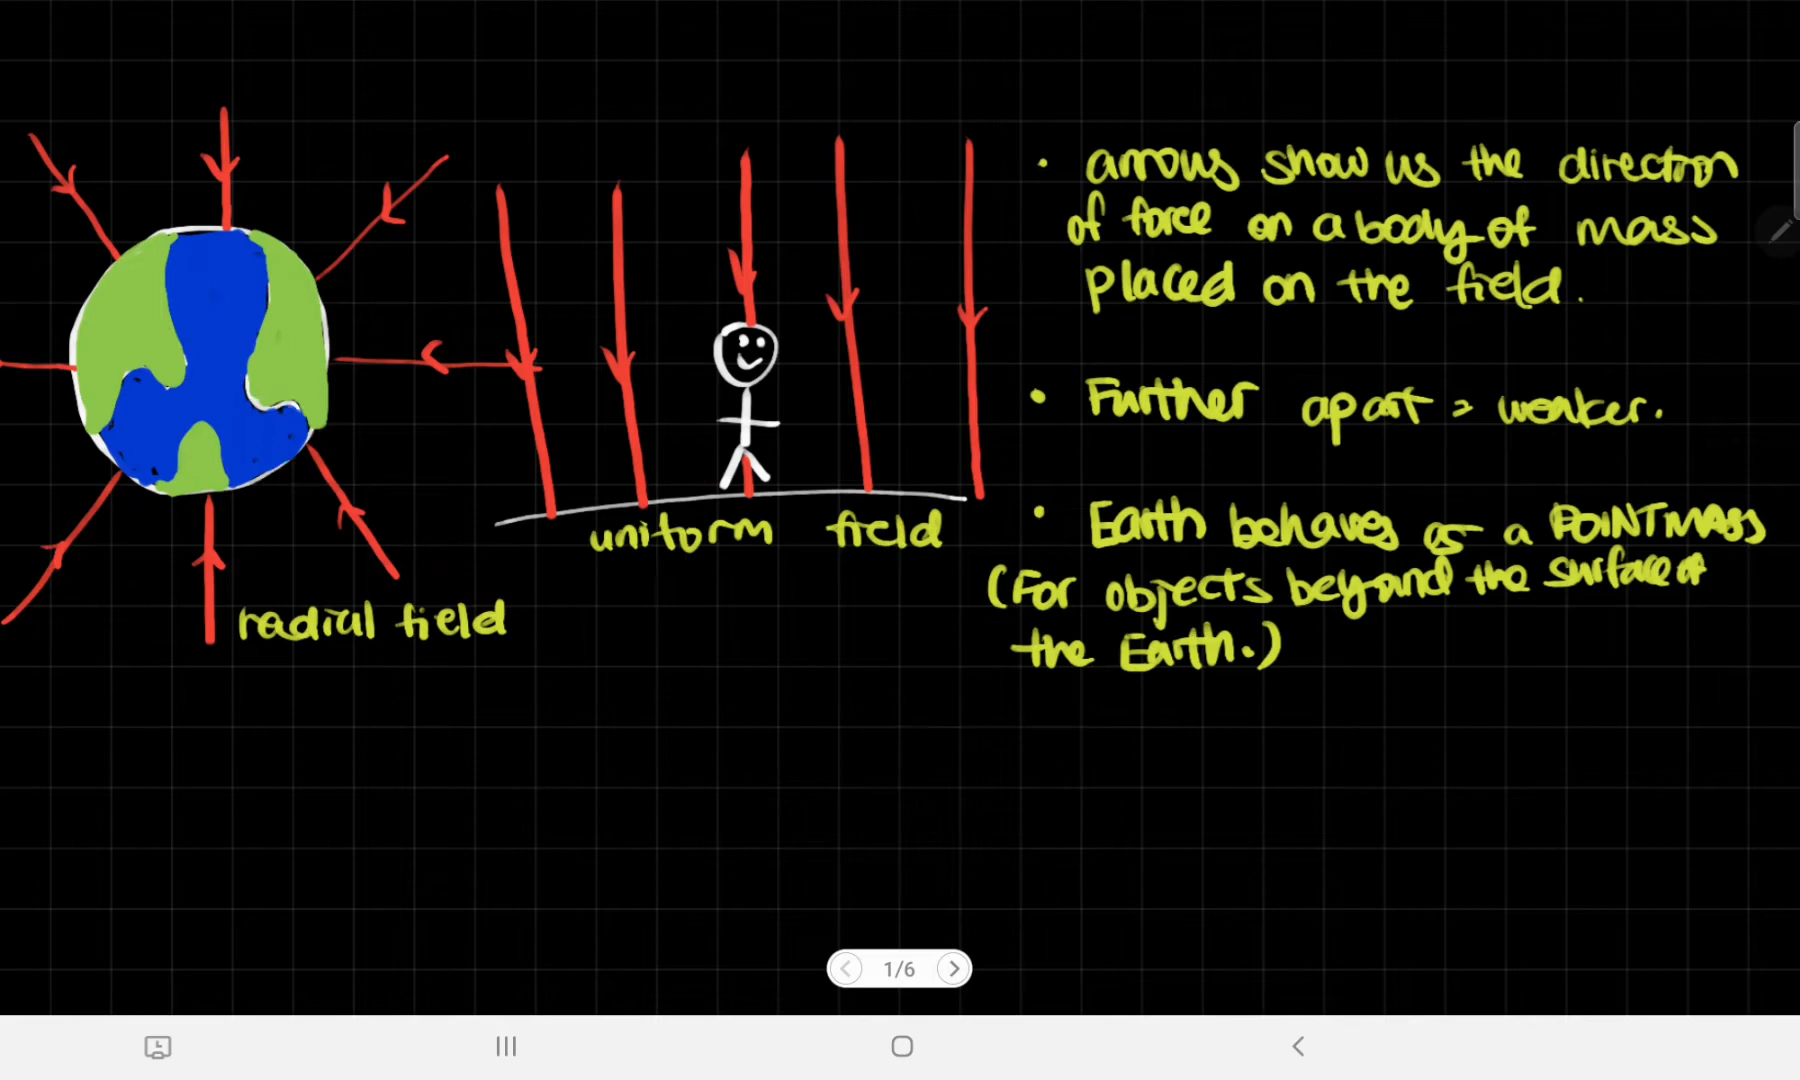 radial field
uniform field
• arrows show us the direction
of force on a body of mass
placed on the field.
• Further apart = weaker.
• Earth behaves as a POINT MASS
(For objects beyond the surface of
the Earth.)
1/6